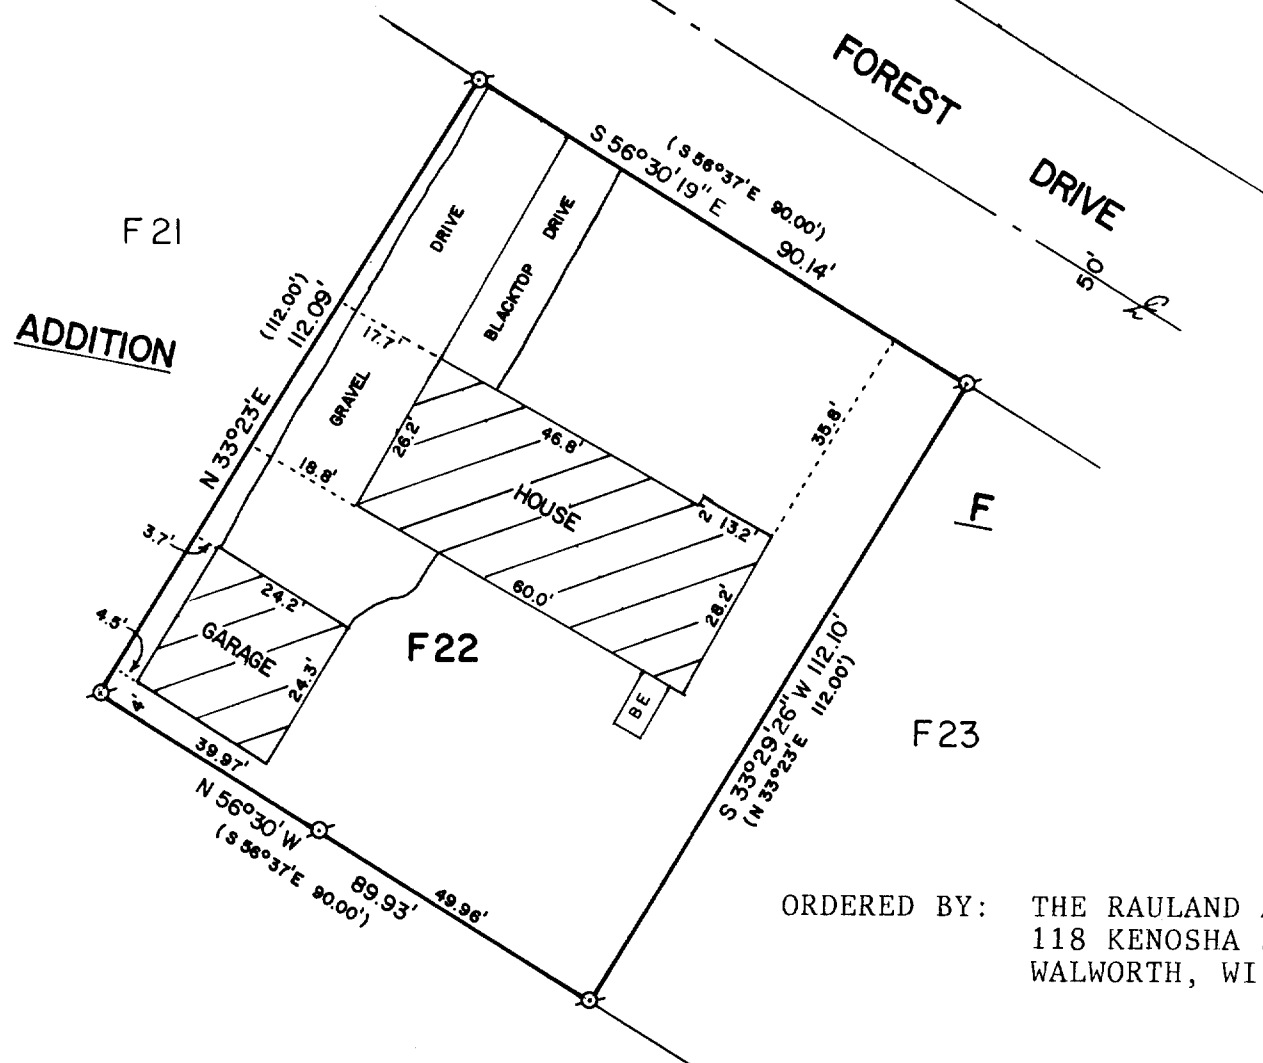 FOREST
DRIVE
50'
(S 56°37'E 90.00')
S 56°30'19" E
90.14'
F 21
ADDITION
(112.00')
112.09'
N 33°23'E
DRIVE
GRAVEL
BLACKTOP DRIVE
17.7'
18.8'
26.2'
46.8'
HOUSE
2'
13.2'
35.8'
28.2'
60.0'
BE
F
3.7'
4.5'
24.2'
GARAGE
24.3'
4'
F 22
F 23
S 33°29'26" W 112.10'
(N 33°23'E 112.00')
39.97'
N 56°30' W
(S 56°37'E 90.00')
89.93'
49.96'
ORDERED BY: THE RAULAND
118 KENOSHA
WALWORTH, WI